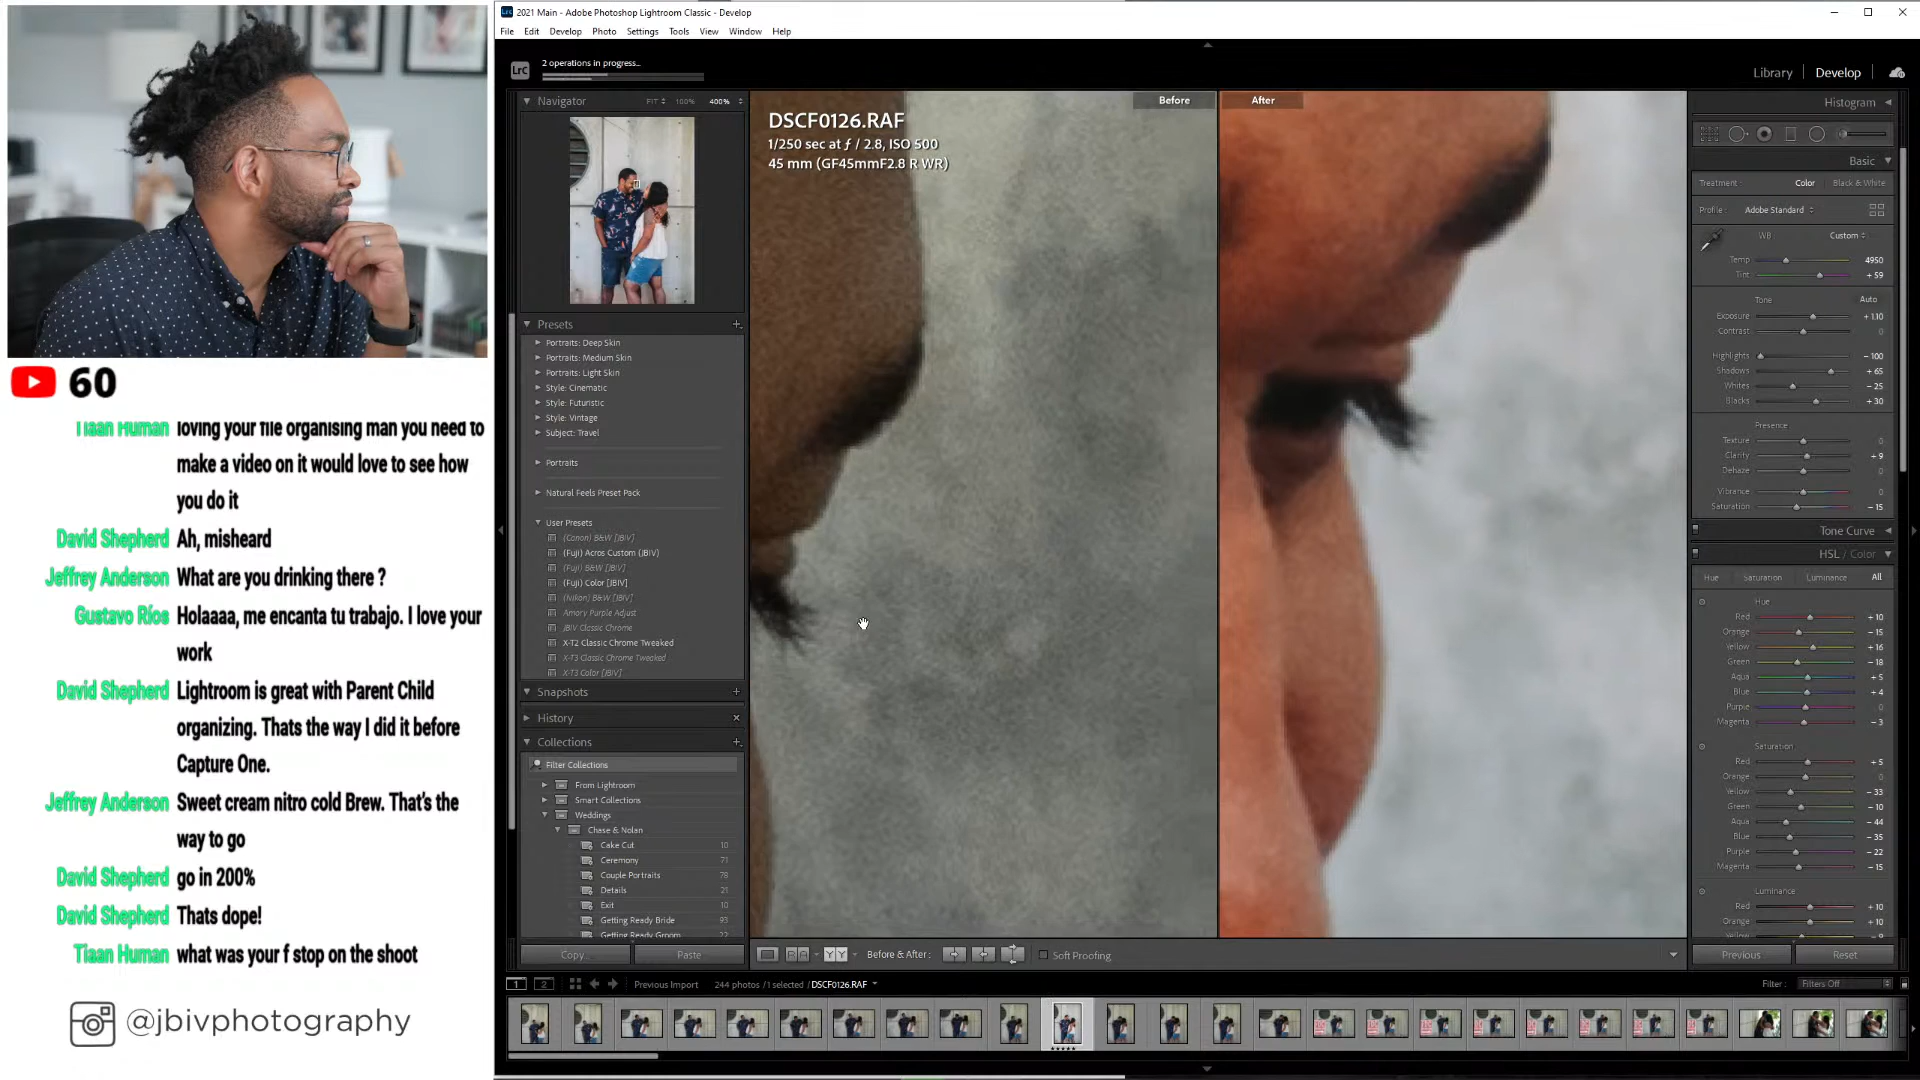 2021 Main - Adobe Photoshop Lightroom Classic - Develop
File Edit Develop Photo Settings Tools View Window Help
LrC
2 operations in progress...
Library
Develop
Navigator
FIT
100%
400%
Before
After
DSCF0126.RAF
1/250 sec at ƒ / 2.8, ISO 500
45 mm (GF45mmF2.8 R WR)
Presets
Portraits: Deep Skin
Portraits: Medium Skin
Portraits: Light Skin
Style: Cinematic
Style: Futuristic
Style: Vintage
Subject: Travel
Portraits
Natural Feels Preset Pack
User Presets
(Canon) B&W [JBIV]
(Fuji) Acros Custom (JBIV)
(Fuji) B&W [JBIV]
(Fuji) Color [JBIV]
(Nikon) B&W [JBIV]
Amory Purple Adjust
JBIV Classic Chrome
X-T2 Classic Chrome Tweaked
X-T3 Classic Chrome Tweaked
X-T3 Color [JBIV]
Snapshots
History
Collections
Filter Collections
From Lightroom
Smart Collections
Weddings
Chase & Nolan
Cake Cut 10
Ceremony 71
Couple Portraits 78
Details 21
Exit 10
Getting Ready Bride 93
Getting Ready Groom 22
Copy...
Paste
Before & After :
Soft Proofing
Histogram
Basic
Treatment : Color Black & White
Profile : Adobe Standard
WB Custom
Temp 4950
Tint + 59
Tone Auto
Exposure + 1.10
Contrast 0
Highlights - 100
Shadows + 65
Whites - 25
Blacks + 30
Presence
Texture 0
Clarity + 9
Dehaze 0
Vibrance 0
Saturation - 15
Tone Curve
HSL / Color
Hue Saturation Luminance All
Hue
Red + 10
Orange - 15
Yellow + 16
Green - 18
Aqua + 5
Blue + 4
Purple 0
Magenta - 3
Saturation
Red + 5
Orange 0
Yellow - 33
Green - 10
Aqua - 44
Blue - 35
Purple - 22
Magenta - 15
Luminance
Red + 10
Orange + 10
Yellow - 9
Previous
Reset
1 2
Previous Import
244 photos / 1 selected / DSCF0126.RAF
Filter : Filters Off
60
Tiaan Human loving your file organising man you need to
make a video on it would love to see how
you do it
David Shepherd Ah, misheard
Jeffrey Anderson What are you drinking there ?
Gustavo Ríos Holaaaa, me encanta tu trabajo. I love your
work
David Shepherd Lightroom is great with Parent Child
organizing. Thats the way I did it before
Capture One.
Jeffrey Anderson Sweet cream nitro cold Brew. That's the
way to go
David Shepherd go in 200%
David Shepherd Thats dope!
Tiaan Human what was your f stop on the shoot
@jbivphotography